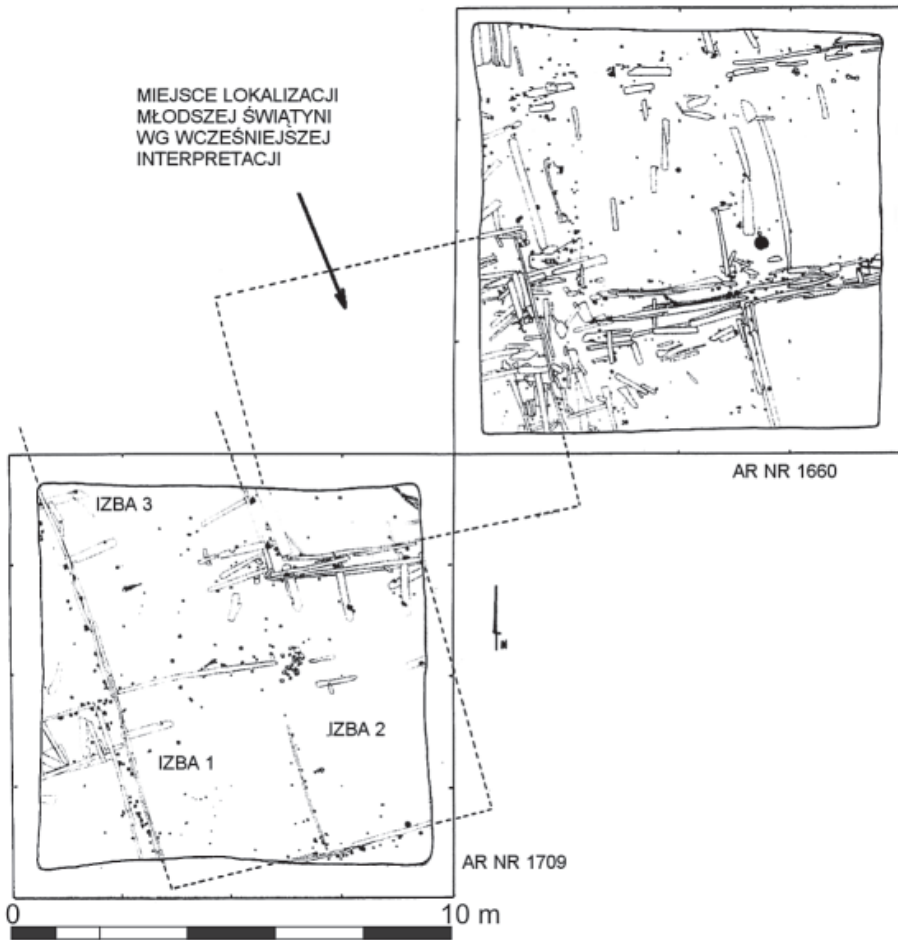 MIEJSCE LOKALIZACJI
MŁODSZEJ ŚWIĄTYNI
WG WCZEŚNIEJSZEJ
INTERPRETACJI
AR NR 1660
IZBA 3
IZBA 2
IZBA 1
AR NR 1709
0 10 m